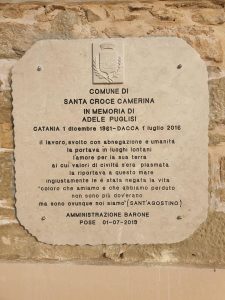 COMUNE DI
SANTA CROCE CAMERINA
IN MEMORIA DI
ADELE PUGLISI
CATANIA 1 dicembre 1961-DACCA 1 luglio 2016
il lavoro, svolto con abnegazione e umanità
la portava in luoghi lontani
l'amore per la sua terra
ai cui valori di civiltà s'era plasmata
la riportava a questo mare
ingiustamente le è stata negata la vita
"coloro che amiamo e che abbiamo perduto
non sono più dov'erano
ma sono ovunque noi siamo" (SANT'AGOSTINO)
AMMINISTRAZIONE BARONE
POSE 01-07-2019